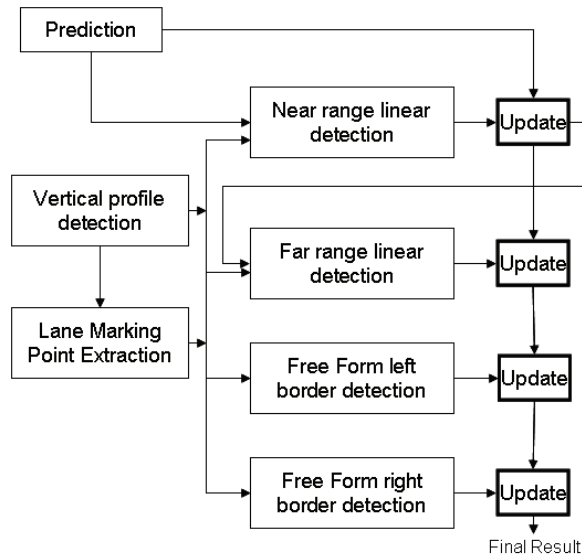 Prediction
Near range linear
detection
Update
Vertical profile
detection
Far range linear
detection
Update
Lane Marking
Point Extraction
Free Form left
border detection
Update
Free Form right
border detection
Update
Final Result